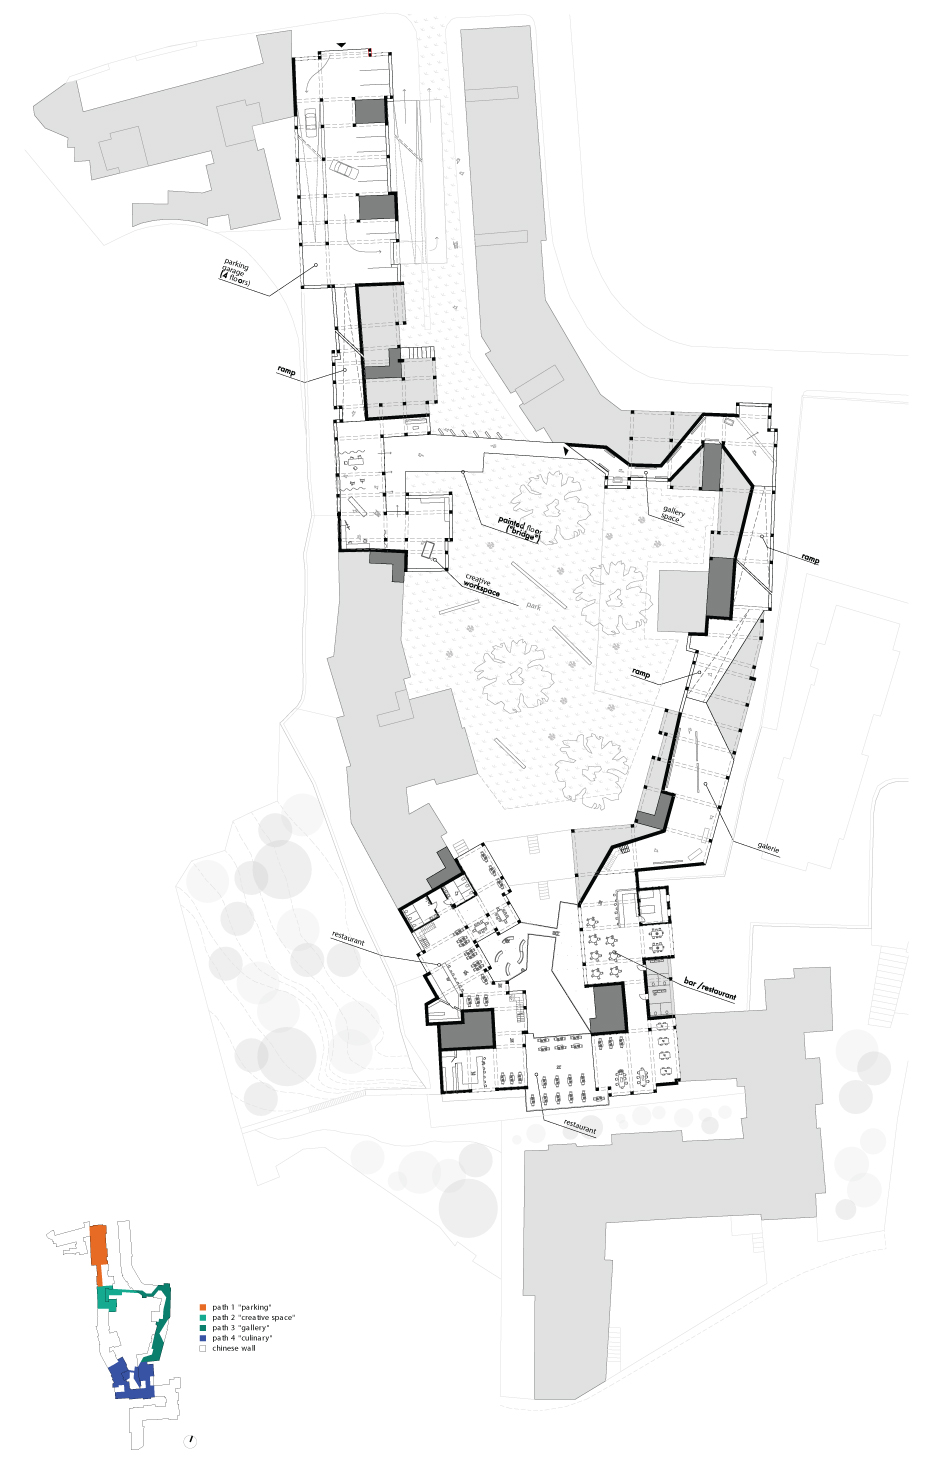 parking
garage
(4 floors)
ramp
painted floor
("bridge")
gallery
space
ramp
creative
workspace
park
ramp
galerie
restaurant
bar /restaurant
restaurant
path 1 "parking"
path 2 "creative space"
path 3 "gallery"
path 4 "culinary"
chinese wall